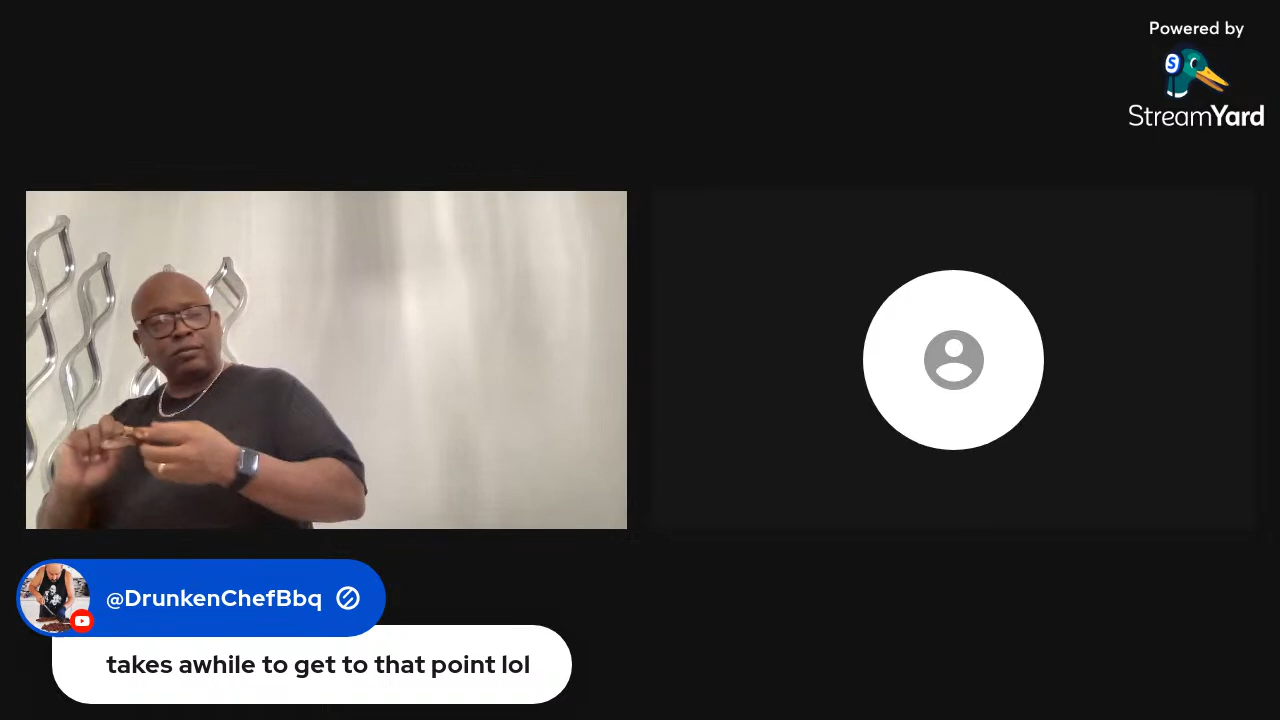 Powered by
StreamYard
@DrunkenChefBbq
takes awhile to get to that point lol